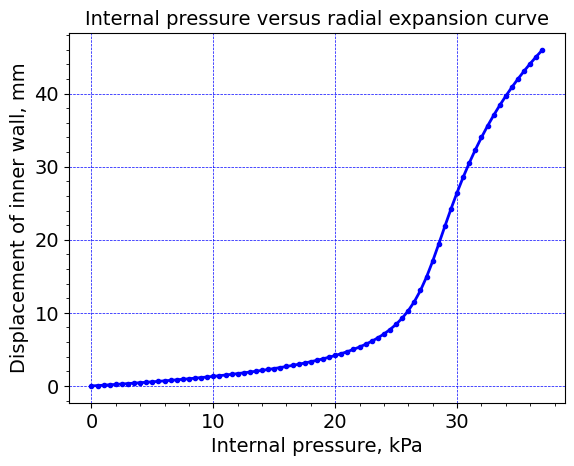 Internal pressure versus radial expansion curve
Displacement of inner wall, mm
40
30
20
10
0
0 10 20 30
Internal pressure, kPa